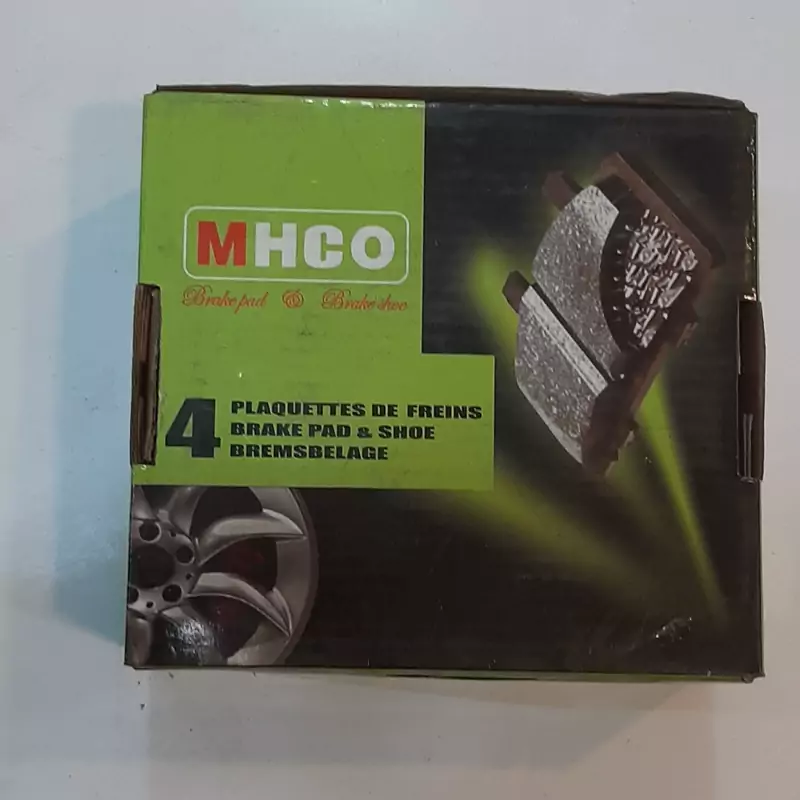 MHCO
Brake pad & Brake shoe
4
PLAQUETTES DE FREINS
BRAKE PAD & SHOE
BREMSBELAGE